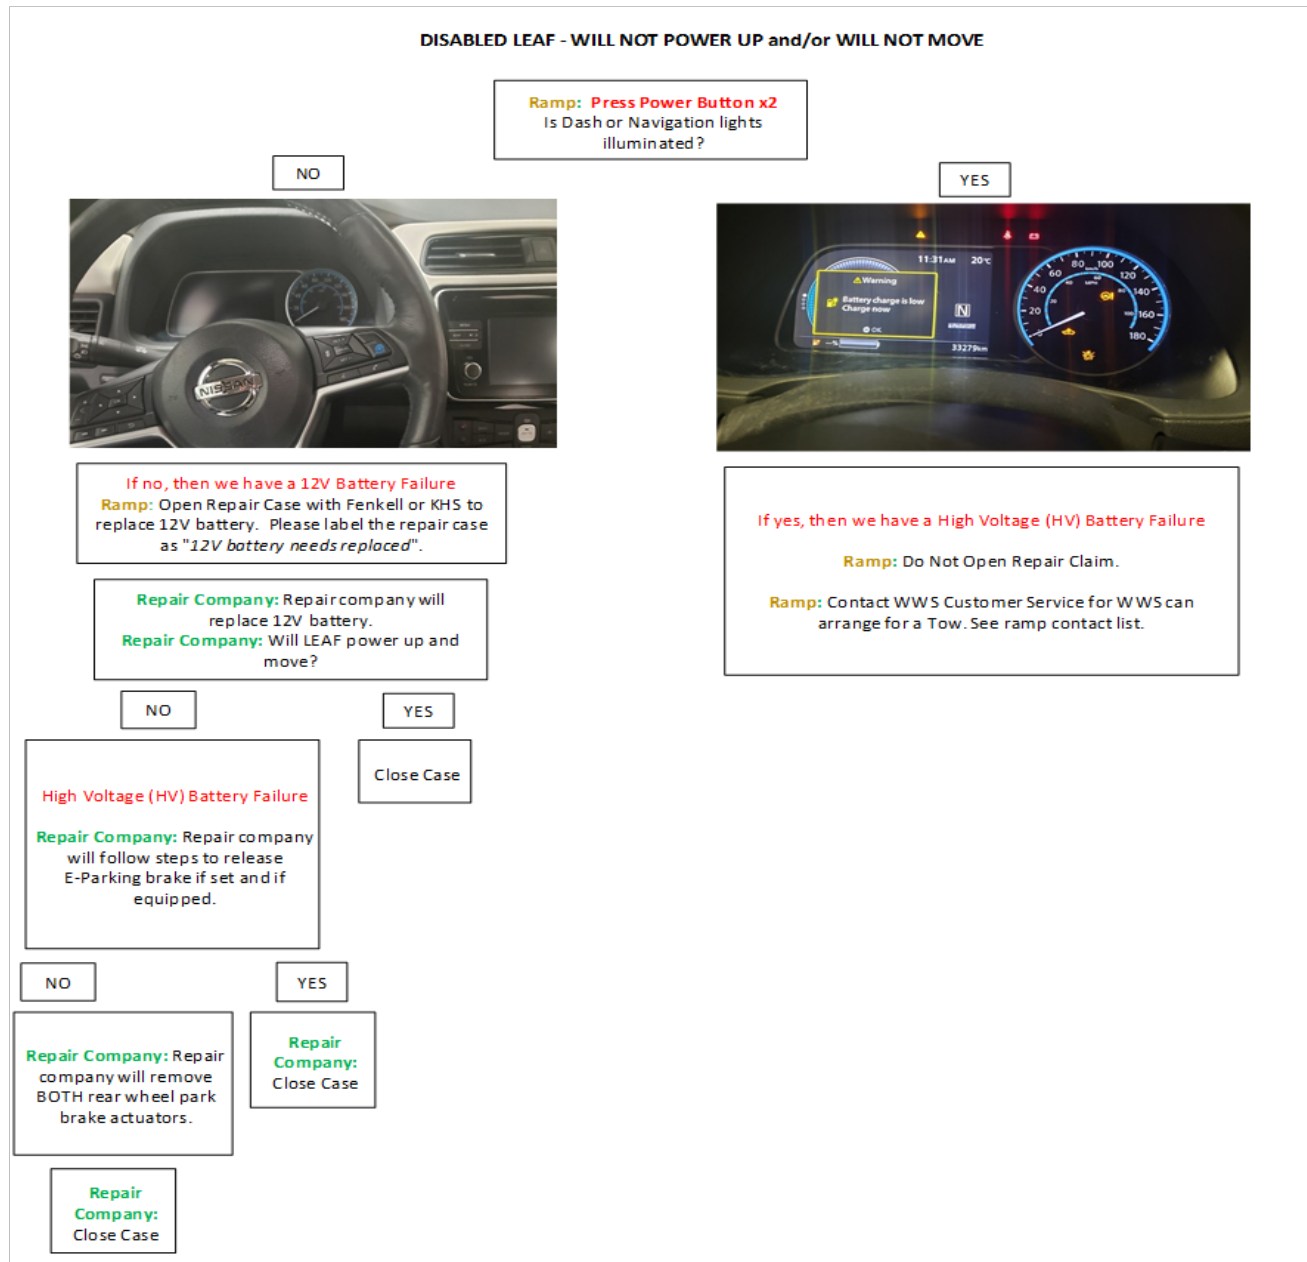 DISABLED LEAF - WILL NOT POWER UP and/or WILL NOT MOVE
Ramp: Press Power Button x2
Is Dash or Navigation lights
illuminated?
NO
YES
NISSAN
11:31AM 20°C
Warning
Battery charge is low
Charge now
OK
N
33279km
--%
0 20 40 60 80 100 120 140 160 180
km/h
MPH
If no, then we have a 12V Battery Failure
Ramp: Open Repair Case with Fenkell or KHS to
replace 12V battery.  Please label the repair case
as "12V battery needs replaced".
If yes, then we have a High Voltage (HV) Battery Failure
Ramp: Do Not Open Repair Claim.
Ramp: Contact WWS Customer Service for WWS can
arrange for a Tow. See ramp contact list.
Repair Company: Repair company will
replace 12V battery.
Repair Company: Will LEAF power up and
move?
NO
YES
High Voltage (HV) Battery Failure
Repair Company: Repair company
will follow steps to release
E-Parking brake if set and if
equipped.
Close Case
NO
YES
Repair Company: Repair
company will remove
BOTH rear wheel park
brake actuators.
Repair
Company:
Close Case
Repair
Company:
Close Case